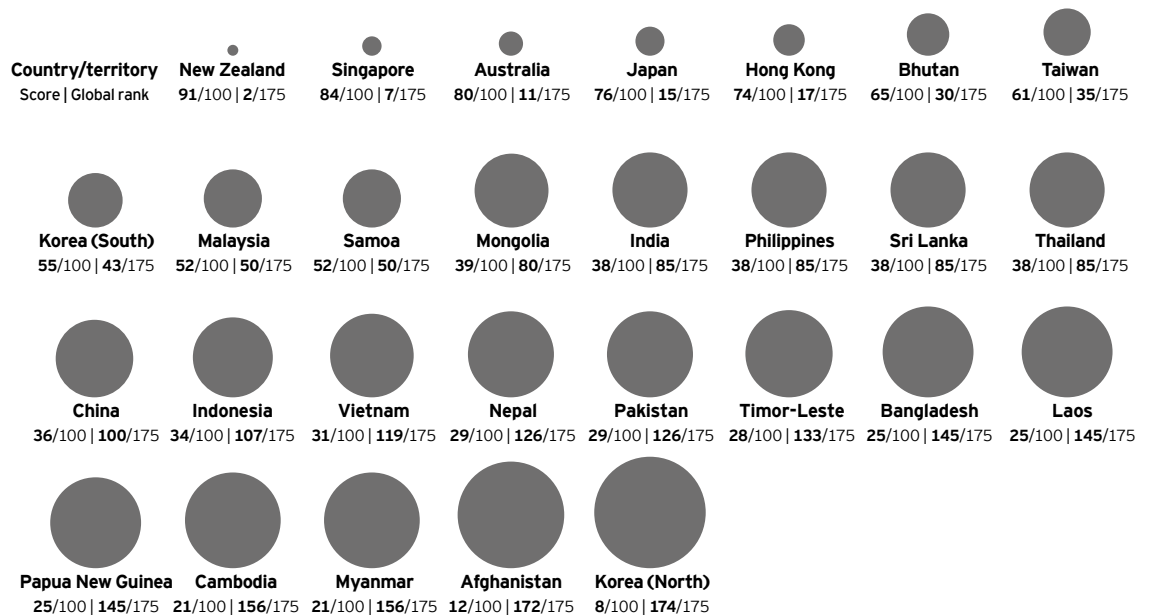 Country/territory New Zealand Singapore Australia Japan Hong Kong Bhutan Taiwan
Score | Global rank 91/100 | 2/175 84/100 | 7/175 80/100 | 11/175 76/100 | 15/175 74/100 | 17/175 65/100 | 30/175 61/100 | 35/175
Korea (South) Malaysia Samoa Mongolia India Philippines Sri Lanka Thailand
55/100 | 43/175 52/100 | 50/175 52/100 | 50/175 39/100 | 80/175 38/100 | 85/175 38/100 | 85/175 38/100 | 85/175 38/100 | 85/175
China Indonesia Vietnam Nepal Pakistan Timor-Leste Bangladesh Laos
36/100 | 100/175 34/100 | 107/175 31/100 | 119/175 29/100 | 126/175 29/100 | 126/175 28/100 | 133/175 25/100 | 145/175 25/100 | 145/175
Papua New Guinea Cambodia Myanmar Afghanistan Korea (North)
25/100 | 145/175 21/100 | 156/175 21/100 | 156/175 12/100 | 172/175 8/100 | 174/175